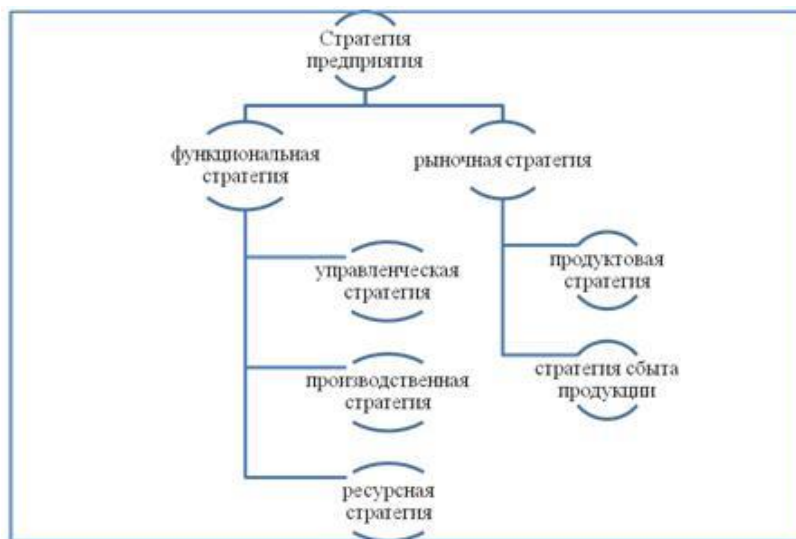 Стратегия
предприятия
функциональная
стратегия
рыночная стратегия
управленческая
стратегия
продуктовая
стратегия
производственная
стратегия
стратегия сбыта
продукции
ресурсная
стратегия